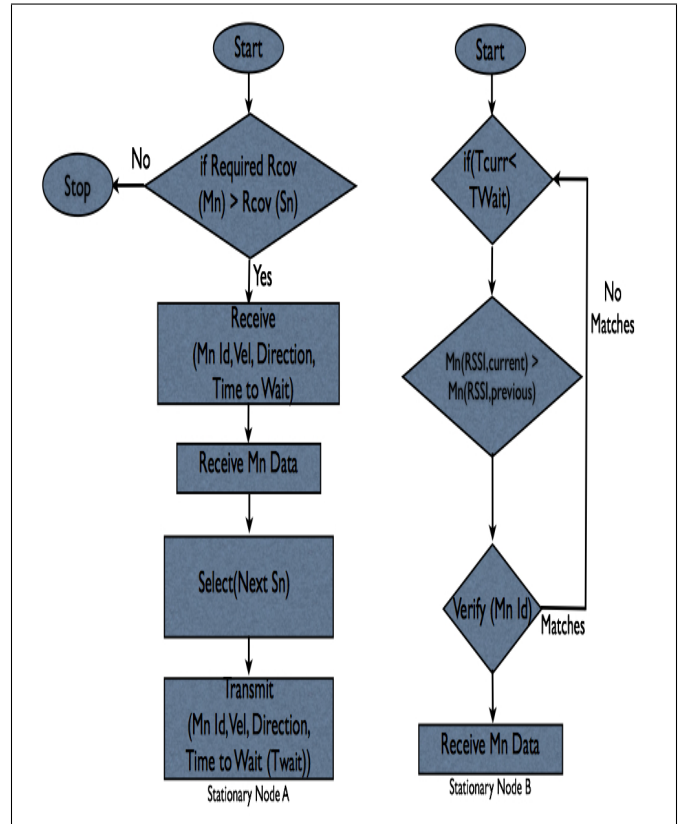 Start
if Required Rcov
(Mn) > Rcov (Sn)
No
Stop
Yes
Receive
(Mn Id, Vel, Direction,
Time to Wait)
Receive Mn Data
Select(Next Sn)
Transmit
(Mn Id, Vel, Direction,
Time to Wait (Twait))
Stationary Node A
Start
if(Tcurr<
TWait)
No
Matches
Mn(RSSI,current) >
Mn(RSSI,previous)
Verify (Mn Id)
Matches
Receive Mn Data
Stationary Node B